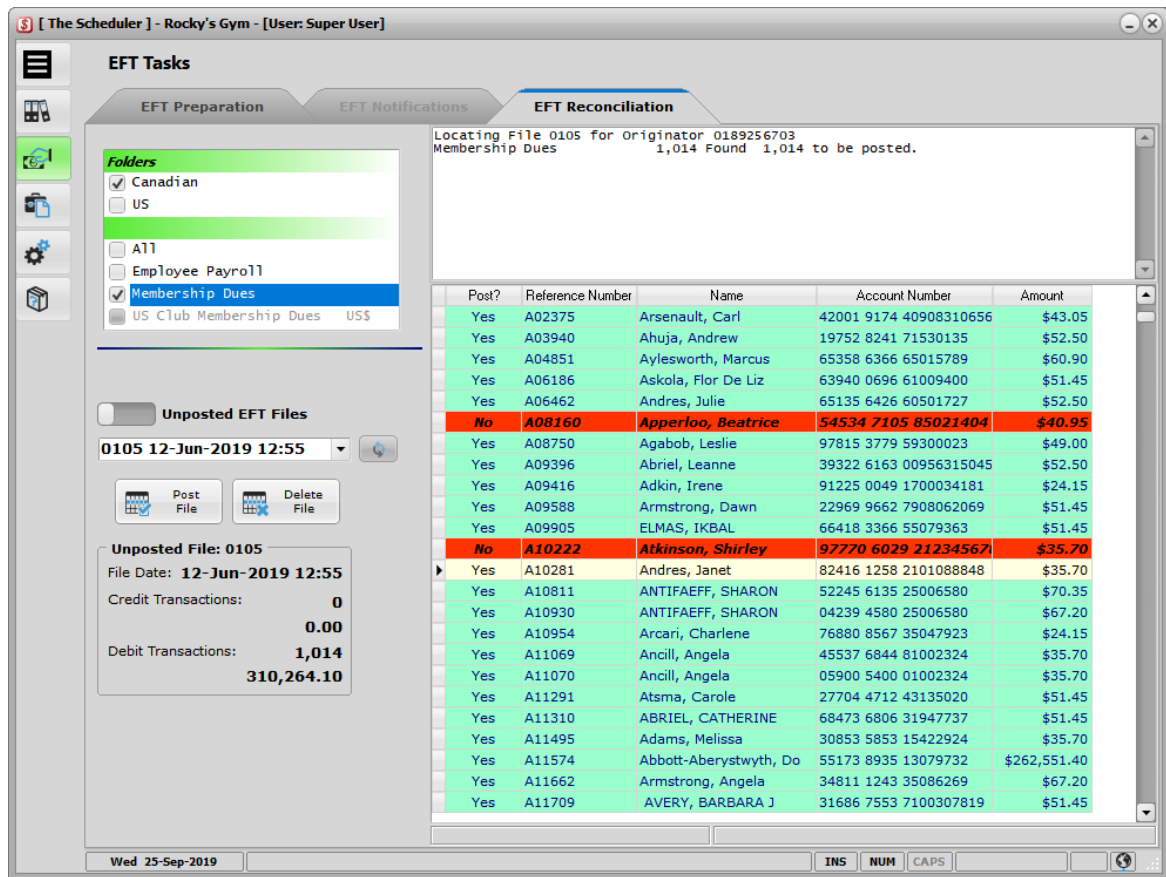 [ The Scheduler ] - Rocky's Gym - [User: Super User]
EFT Tasks
EFT Preparation
EFT Notifications
EFT Reconciliation
Folders
Canadian
US
All
Employee Payroll
Membership Dues
US Club Membership Dues US$
Unposted EFT Files
0105 12-Jun-2019 12:55
Post File
Delete File
Unposted File: 0105
File Date: 12-Jun-2019 12:55
Credit Transactions: 0
0.00
Debit Transactions: 1,014
310,264.10
Locating File 0105 for Originator 0189256703
Membership Dues 1,014 Found 1,014 to be posted.
Post? Reference Number Name Account Number Amount
Yes A02375 Arsenault, Carl 42001 9174 40908310656 $43.05
Yes A03940 Ahuja, Andrew 19752 8241 71530135 $52.50
Yes A04851 Aylesworth, Marcus 65358 6366 65015789 $60.90
Yes A06186 Askola, Flor De Liz 63940 0696 61009400 $51.45
Yes A06462 Andres, Julie 65135 6426 60501727 $52.50
No A08160 Apperloo, Beatrice 54534 7105 85021404 $40.95
Yes A08750 Agabob, Leslie 97815 3779 59300023 $49.00
Yes A09396 Abriel, Leanne 39322 6163 00956315045 $52.50
Yes A09416 Adkin, Irene 91225 0049 1700034181 $24.15
Yes A09588 Armstrong, Dawn 22969 9662 7908062069 $51.45
Yes A09905 ELMAS, IKBAL 66418 3366 55079363 $51.45
No A10222 Atkinson, Shirley 97770 6029 212345678 $35.70
Yes A10281 Andres, Janet 82416 1258 2101088848 $35.70
Yes A10811 ANTIFAEFF, SHARON 52245 6135 25006580 $70.35
Yes A10930 ANTIFAEFF, SHARON 04239 4580 25006580 $67.20
Yes A10954 Arcari, Charlene 76880 8567 35047923 $24.15
Yes A11069 Ancill, Angela 45537 6844 81002324 $35.70
Yes A11070 Ancill, Angela 05900 5400 01002324 $35.70
Yes A11291 Atsma, Carole 27704 4712 43135020 $51.45
Yes A11310 ABRIEL, CATHERINE 68473 6806 31947737 $51.45
Yes A11495 Adams, Melissa 30853 5853 15422924 $35.70
Yes A11574 Abbott-Aberystwyth, Do 55173 8935 13079732 $262,551.40
Yes A11662 Armstrong, Angela 34811 1243 35086269 $67.20
Yes A11709 AVERY, BARBARA J 31686 7553 7100307819 $51.45
Wed 25-Sep-2019
INS NUM CAPS